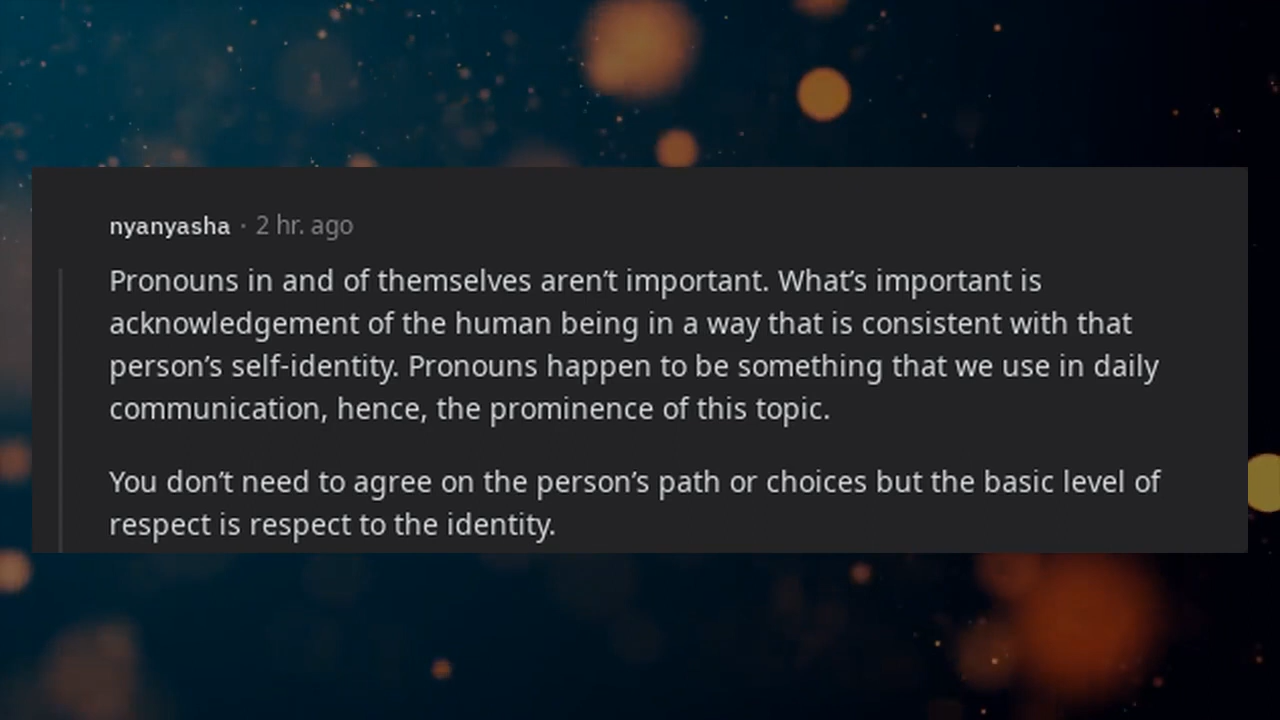 nyanyasha · 2 hr. ago
Pronouns in and of themselves aren’t important. What’s important is
acknowledgement of the human being in a way that is consistent with that
person’s self-identity. Pronouns happen to be something that we use in daily
communication, hence, the prominence of this topic.
You don’t need to agree on the person’s path or choices but the basic level of
respect is respect to the identity.